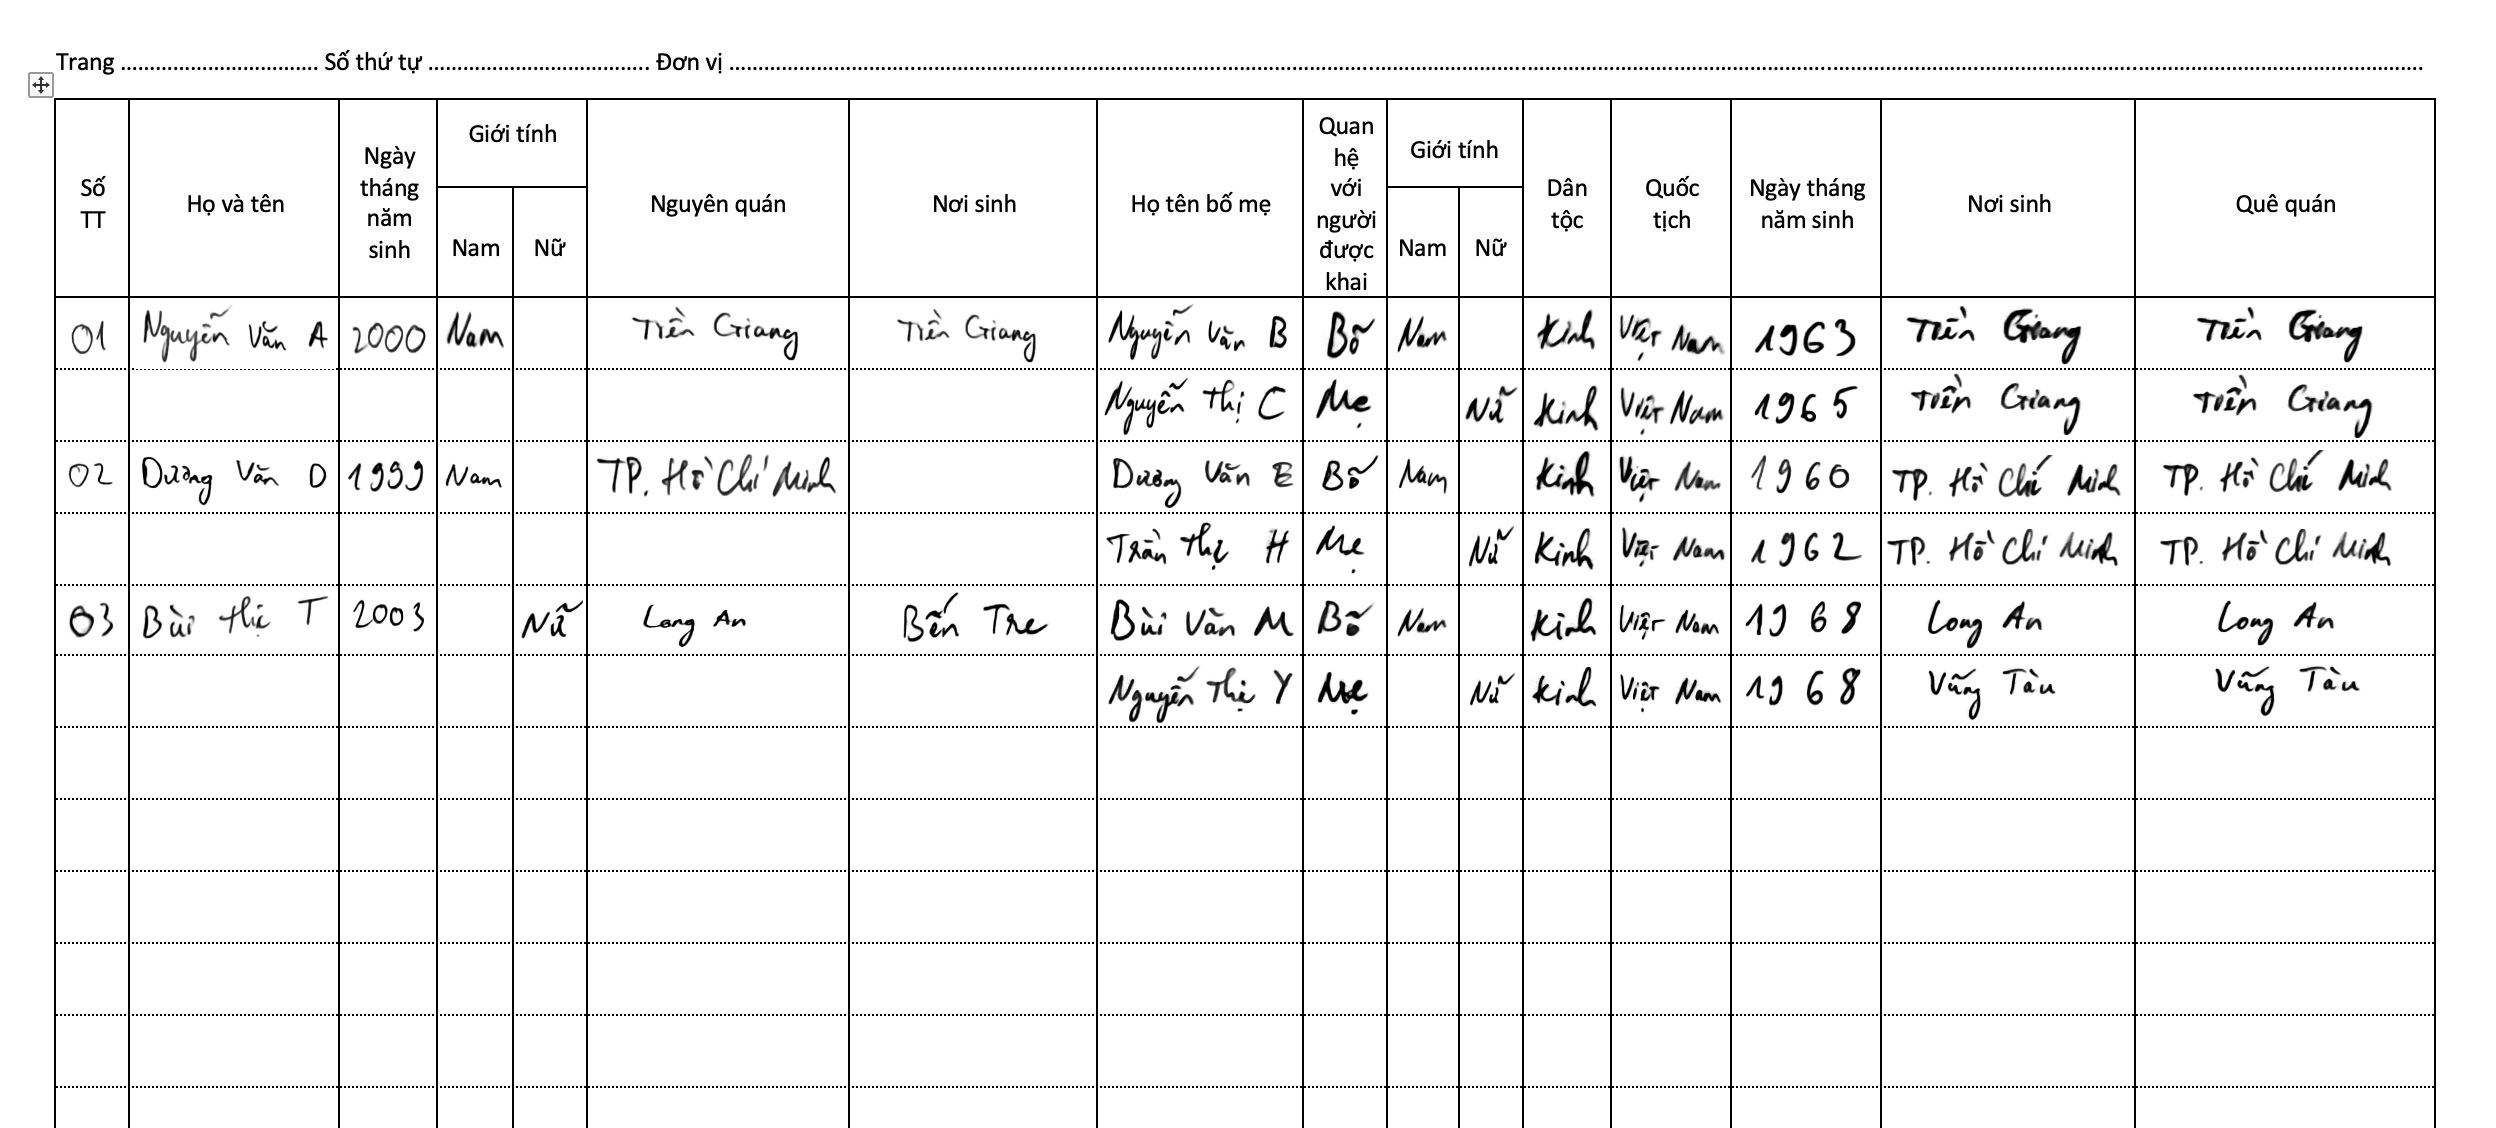 Trang ................................. Số thứ tự ..................................... Đơn vị ...............................................................................
Số TT Họ và tên Ngày tháng năm sinh Giới tính Nam Nữ Nguyên quán Nơi sinh Họ tên bố mẹ Quan hệ với người được khai Giới tính Nam Nữ Dân tộc Quốc tịch Ngày tháng năm sinh Nơi sinh Quê quán
01 Nguyễn Văn A 2000 Nam Tiền Giang Tiền Giang Nguyễn Văn B Bố Nam Kinh Việt Nam 1963 Tiền Giang Tiền Giang
Nguyễn Thị C Mẹ Nữ Kinh Việt Nam 1965 Tiền Giang Tiền Giang
02 Dương Văn D 1999 Nam TP. Hồ Chí Minh Dương Văn E Bố Nam Kinh Việt Nam 1960 TP. Hồ Chí Minh TP. Hồ Chí Minh
Trần Thị H Mẹ Nữ Kinh Việt Nam 1962 TP. Hồ Chí Minh TP. Hồ Chí Minh
03 Bùi Thị T 2003 Nữ Long An Bến Tre Bùi Văn M Bố Nam Kinh Việt Nam 1968 Long An Long An
Nguyễn Thị Y Mẹ Nữ Kinh Việt Nam 1968 Vũng Tàu Vũng Tàu